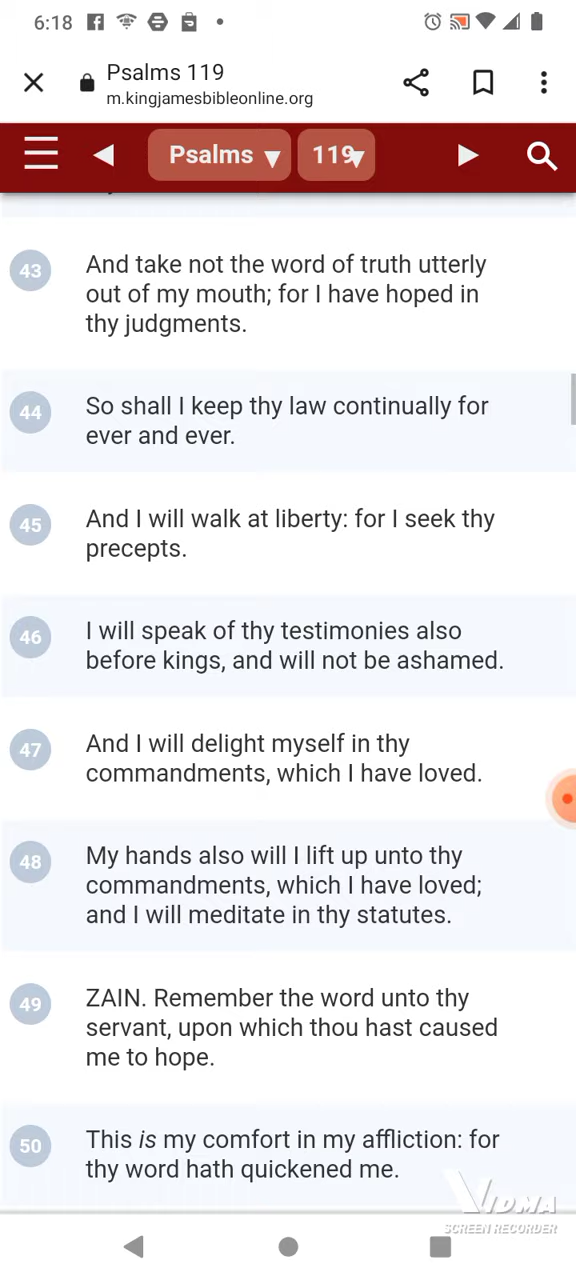 6:18
Psalms 119
m.kingjamesbibleonline.org
Psalms
119
43
And take not the word of truth utterly
out of my mouth; for I have hoped in
thy judgments.
44
So shall I keep thy law continually for
ever and ever.
45
And I will walk at liberty: for I seek thy
precepts.
46
I will speak of thy testimonies also
before kings, and will not be ashamed.
47
And I will delight myself in thy
commandments, which I have loved.
48
My hands also will I lift up unto thy
commandments, which I have loved;
and I will meditate in thy statutes.
49
ZAIN. Remember the word unto thy
servant, upon which thou hast caused
me to hope.
50
This is my comfort in my affliction: for
thy word hath quickened me.
VIDMA
SCREEN RECORDER